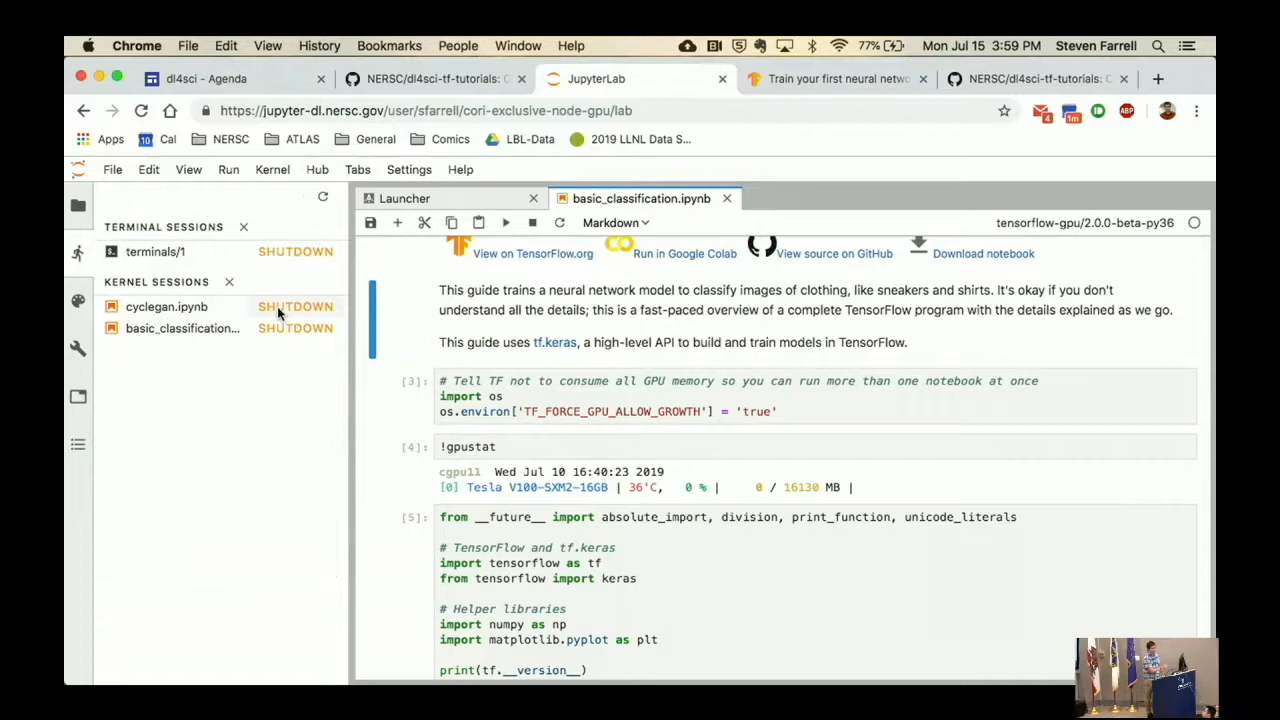 Chrome File Edit View History Bookmarks People Window Help 77% Mon Jul 15 3:59 PM Steven Farrell
dl4sci - Agenda NERSC/dl4sci-tf-tutorials: C JupyterLab Train your first neural netwo NERSC/dl4sci-tf-tutorials: C
https://jupyter-dl.nersc.gov/user/sfarrell/cori-exclusive-node-gpu/lab 4 1m ABP
Apps 10 Cal NERSC ATLAS General Comics LBL-Data 2019 LLNL Data S...
File Edit View Run Kernel Hub Tabs Settings Help
TERMINAL SESSIONS
terminals/1 SHUTDOWN
KERNEL SESSIONS
cyclegan.ipynb SHUTDOWN
basic_classification... SHUTDOWN
Launcher basic_classification.ipynb
Markdown tensorflow-gpu/2.0.0-beta-py36
View on TensorFlow.org Run in Google Colab View source on GitHub Download notebook
This guide trains a neural network model to classify images of clothing, like sneakers and shirts. It's okay if you don't
understand all the details; this is a fast-paced overview of a complete TensorFlow program with the details explained as we go.
This guide uses tf.keras, a high-level API to build and train models in TensorFlow.
[3]: # Tell TF not to consume all GPU memory so you can run more than one notebook at once
import os
os.environ['TF_FORCE_GPU_ALLOW_GROWTH'] = 'true'
[4]: !gpustat
cgpu11 Wed Jul 10 16:40:23 2019
[0] Tesla V100-SXM2-16GB | 36'C, 0 % | 0 / 16130 MB |
[5]: from __future__ import absolute_import, division, print_function, unicode_literals
# TensorFlow and tf.keras
import tensorflow as tf
from tensorflow import keras
# Helper libraries
import numpy as np
import matplotlib.pyplot as plt
print(tf.__version__)